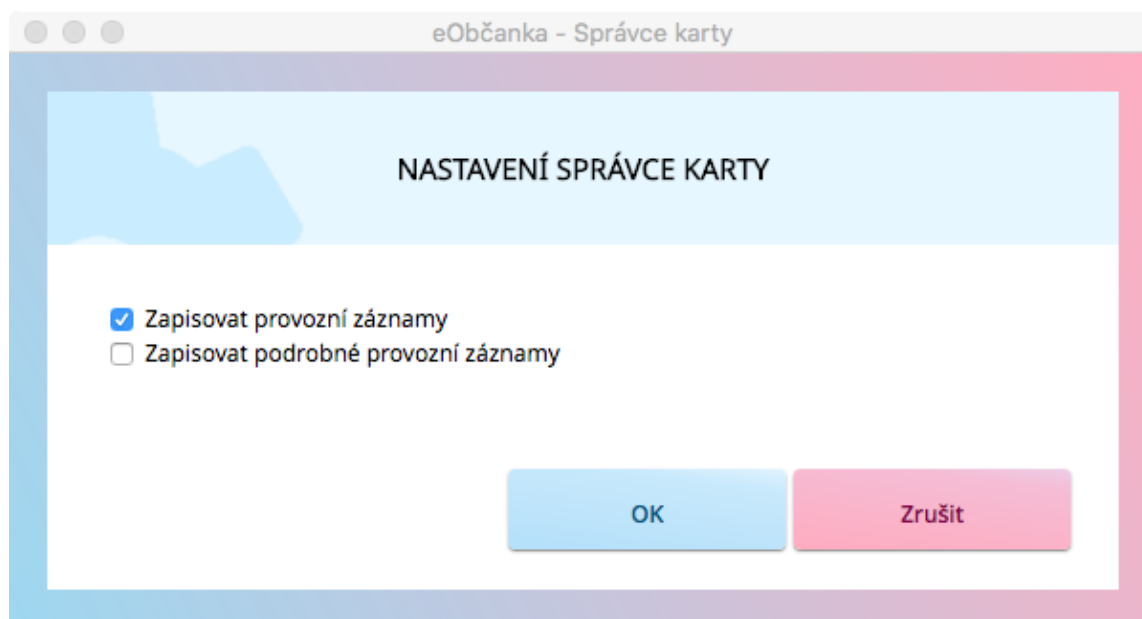 eObčanka - Správce karty
NASTAVENÍ SPRÁVCE KARTY
Zapisovat provozní záznamy
Zapisovat podrobné provozní záznamy
OK
Zrušit